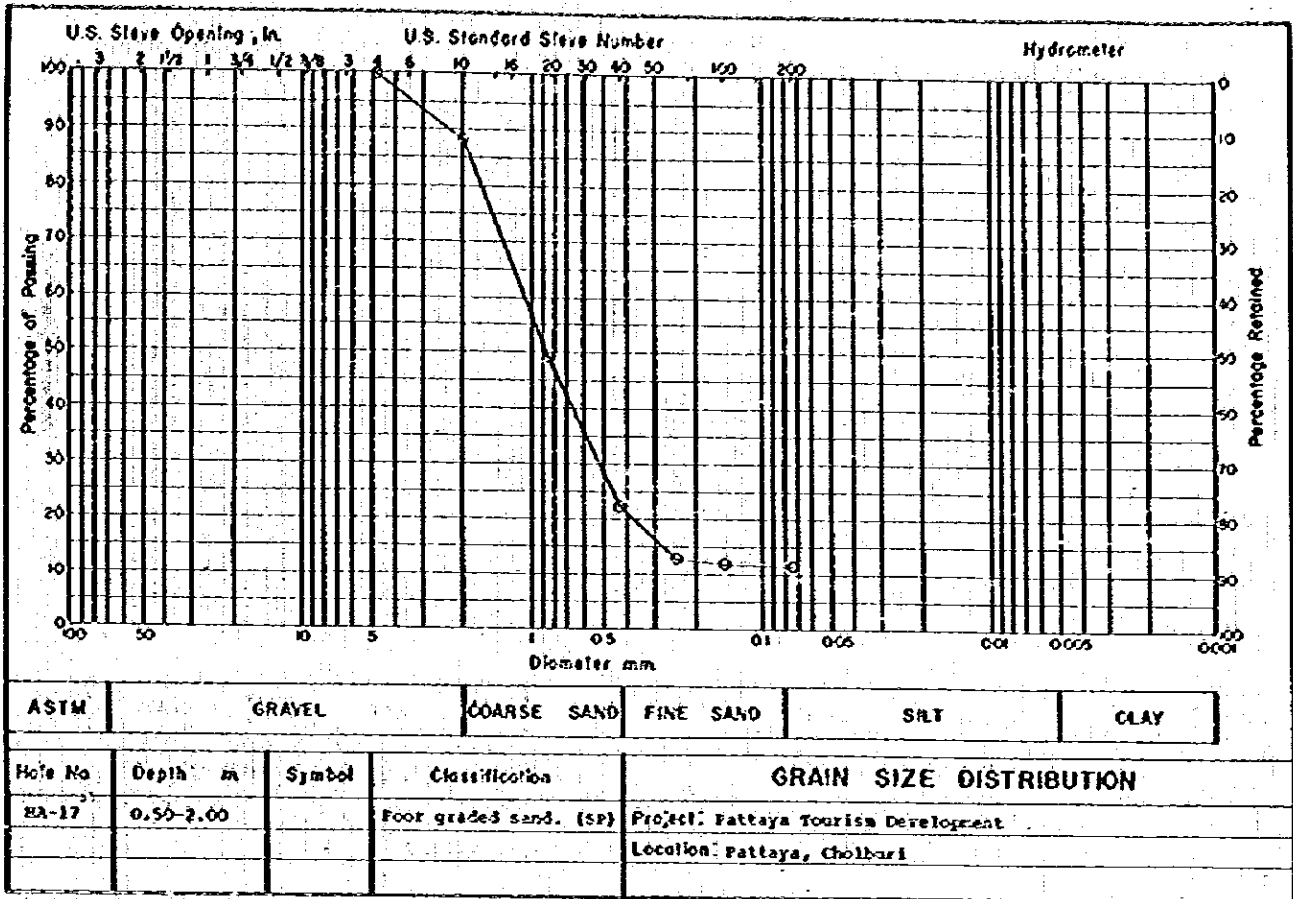 U.S. Sieve Opening, In. U.S. Standard Sieve Number Hydrometer
3 2 1½ 1 3/4 1/2 3/8 3 4 6 10 16 20 30 40 50 100 200
100 0
90 10
80 20
70 30
60 40
50 50
40 60
30 70
20 80
10 90
0 100
Percentage of Passing
Percentage Retained
100 50 10 5 1 0.5 0.1 0.05 0.01 0.005 0.001
Diameter mm.
ASTM GRAVEL COARSE SAND FINE SAND SILT CLAY
Hole No Depth m Symbol Classification GRAIN SIZE DISTRIBUTION
HA-17 0.50-2.00 Poor graded sand. (SP) Project: Pattaya Tourism Development
Location: Pattaya, Cholburi